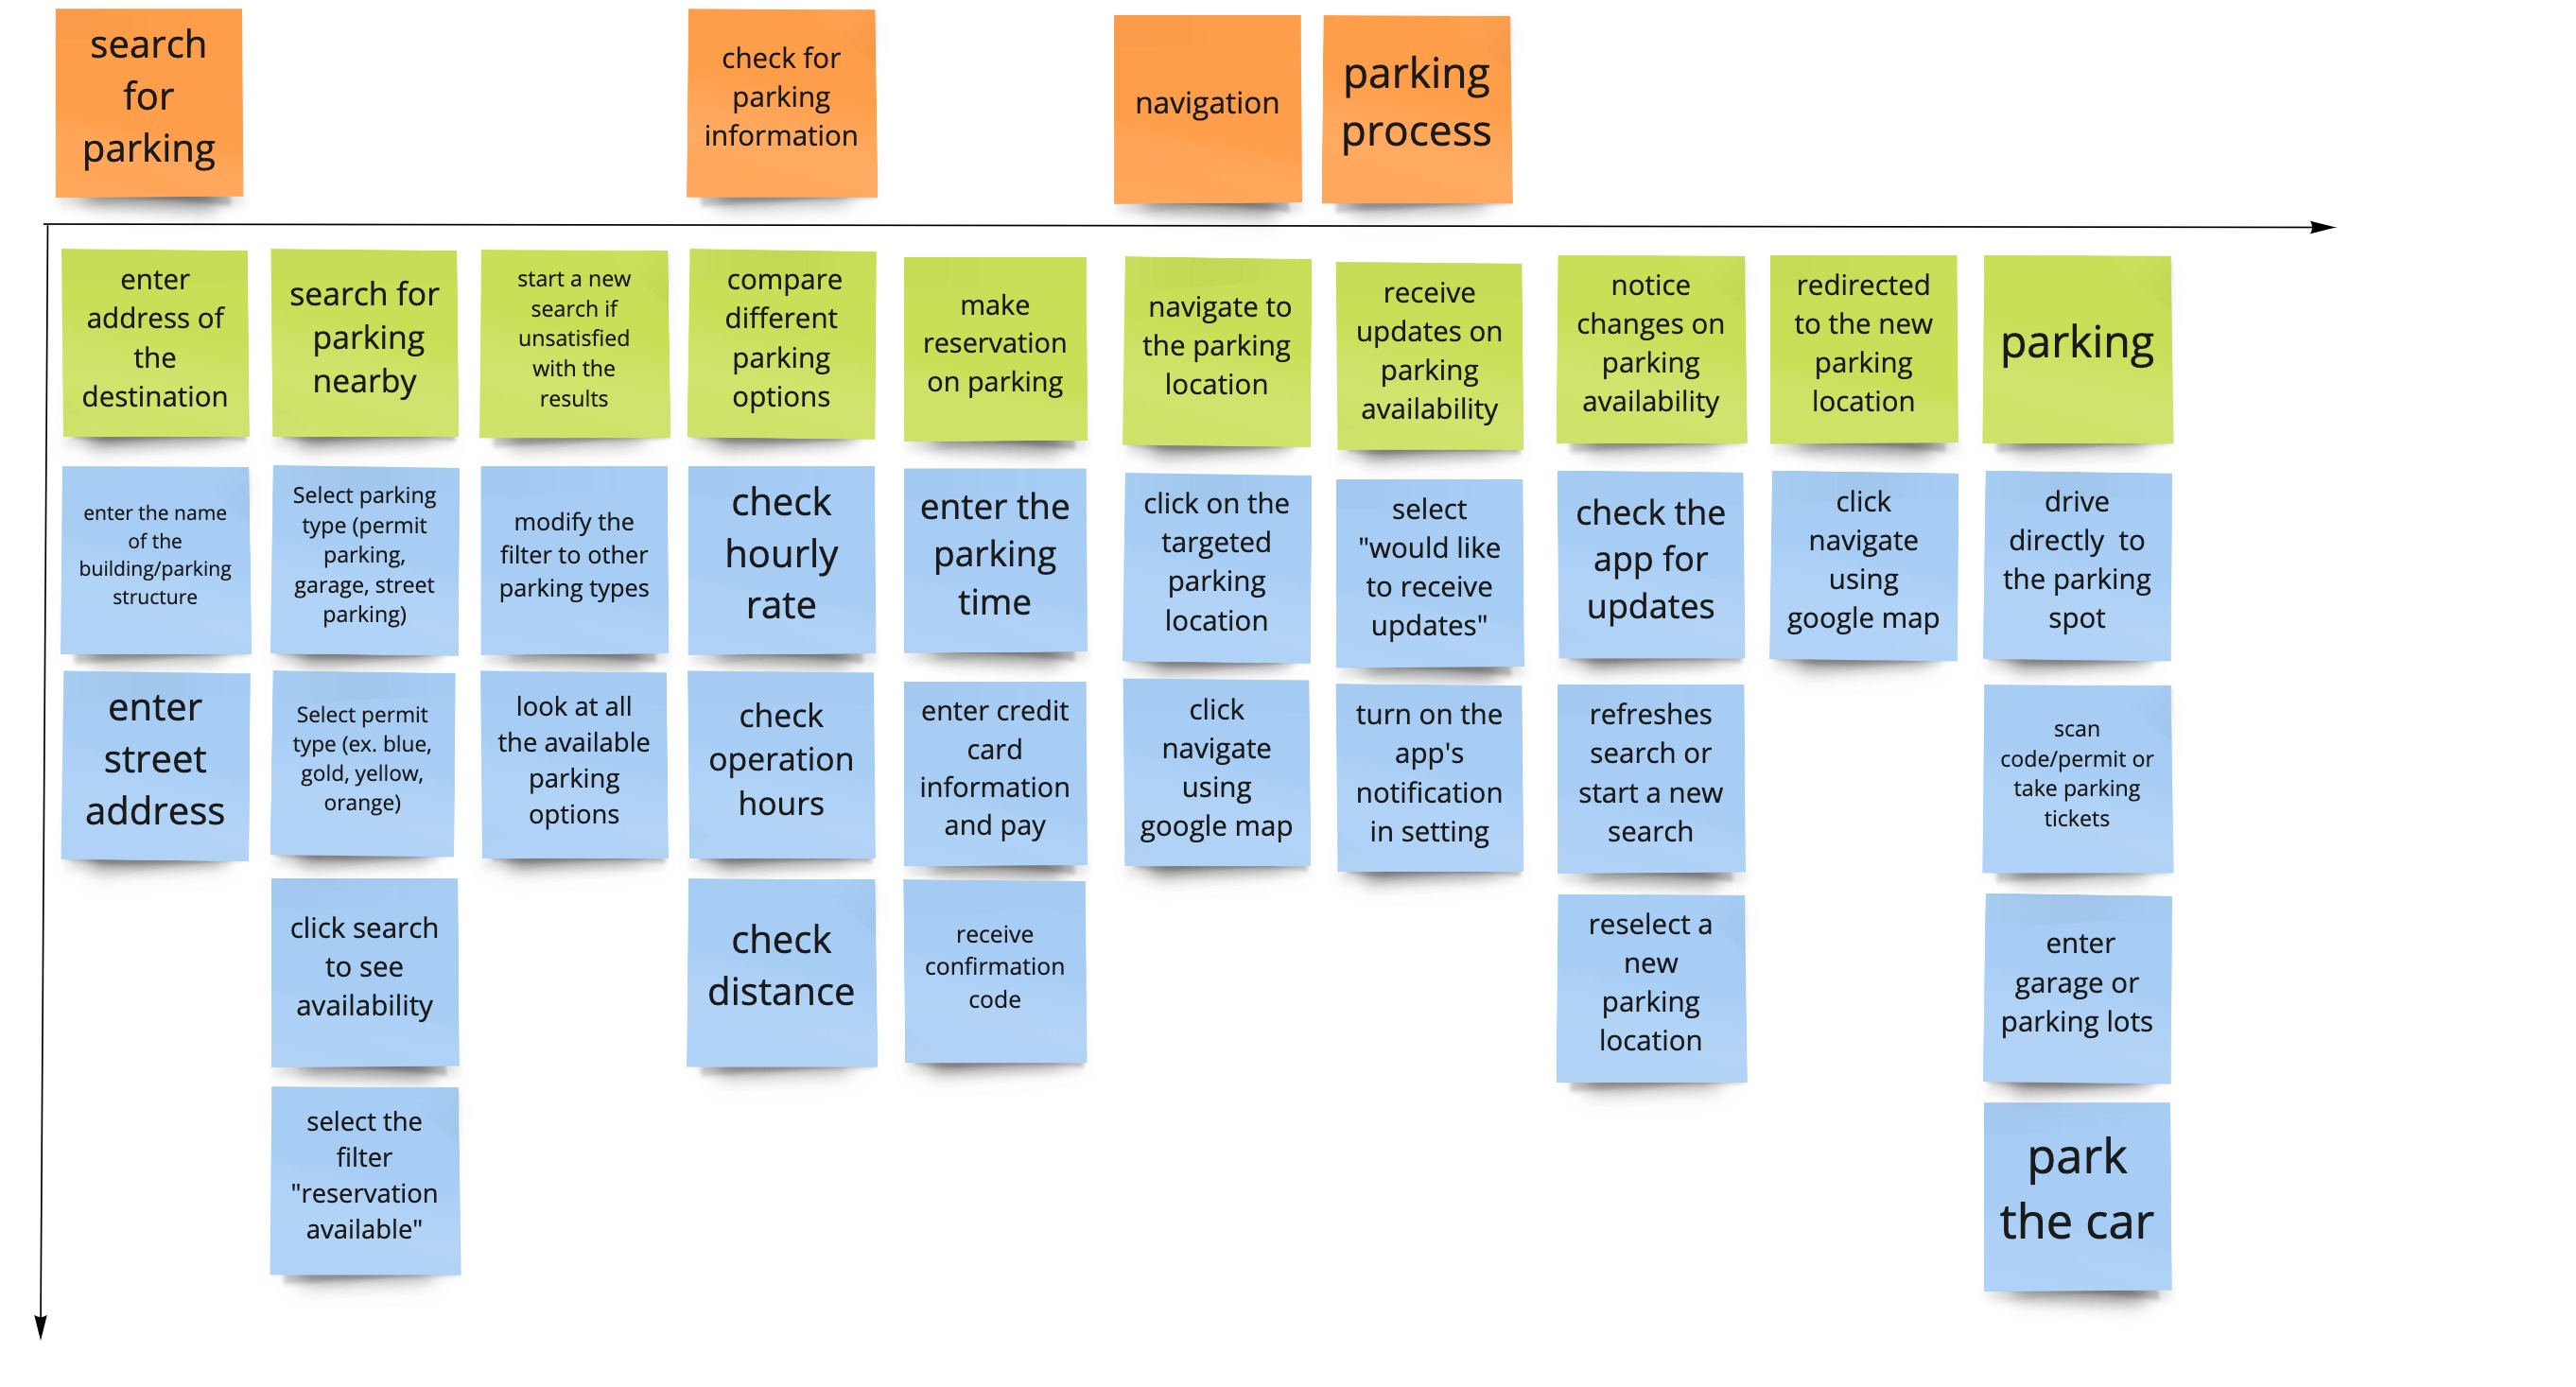 search
for
parking
check for
parking
information
navigation
parking
process
enter
address of
the
destination
search for
parking
nearby
start a new
search if
unsatisfied
with the
results
compare
different
parking
options
make
reservation
on parking
navigate to
the parking
location
receive
updates on
parking
availability
notice
changes on
parking
availability
redirected
to the new
parking
location
parking
enter the name
of the
building/parking
structure
Select parking
type (permit
parking,
garage, street
parking)
modify the
filter to other
parking types
check
hourly
rate
enter the
parking
time
click on the
targeted
parking
location
select
"would like
to receive
updates"
check the
app for
updates
click
navigate
using
google map
drive
directly  to
the parking
spot
enter
street
address
Select permit
type (ex. blue,
gold, yellow,
orange)
look at all
the available
parking
options
check
operation
hours
enter credit
card
information
and pay
click
navigate
using
google map
turn on the
app's
notification
in setting
refreshes
search or
start a new
search
scan
code/permit or
take parking
tickets
click search
to see
availability
check
distance
receive
confirmation
code
reselect a
new
parking
location
enter
garage or
parking lots
select the
filter
"reservation
available"
park
the car